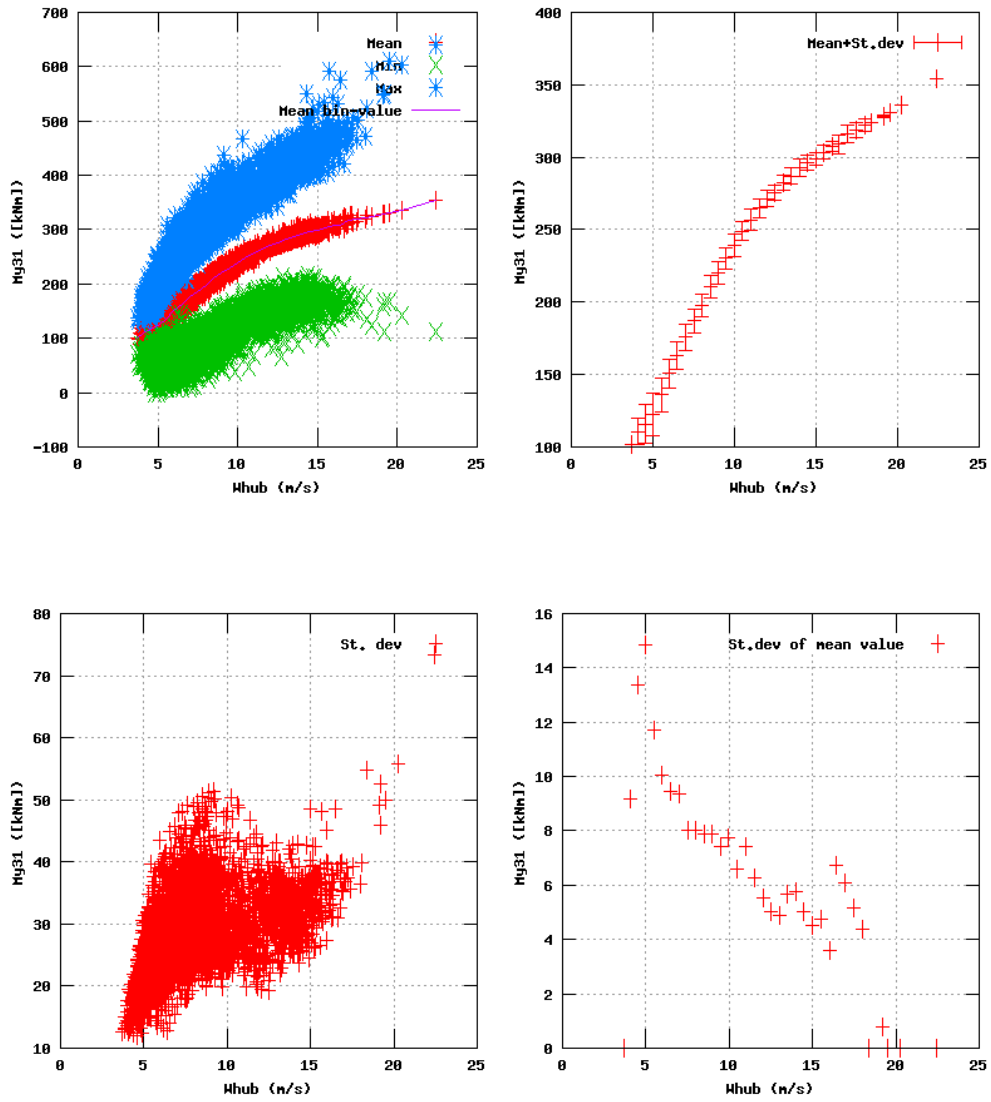 700
600
500
400
300
200
100
0
-100
0 5 10 15 20 25
My31 ([kNm])
Whub (m/s)
Mean
Min
Max
Mean bin-value
400
350
300
250
200
150
100
0 5 10 15 20 25
My31 ([kNm])
Whub (m/s)
Mean+St.dev
80
70
60
50
40
30
20
10
0 5 10 15 20 25
My31 ([kNm])
Whub (m/s)
St. dev
16
14
12
10
8
6
4
2
0
0 5 10 15 20 25
My31 ([kNm])
Whub (m/s)
St.dev of mean value